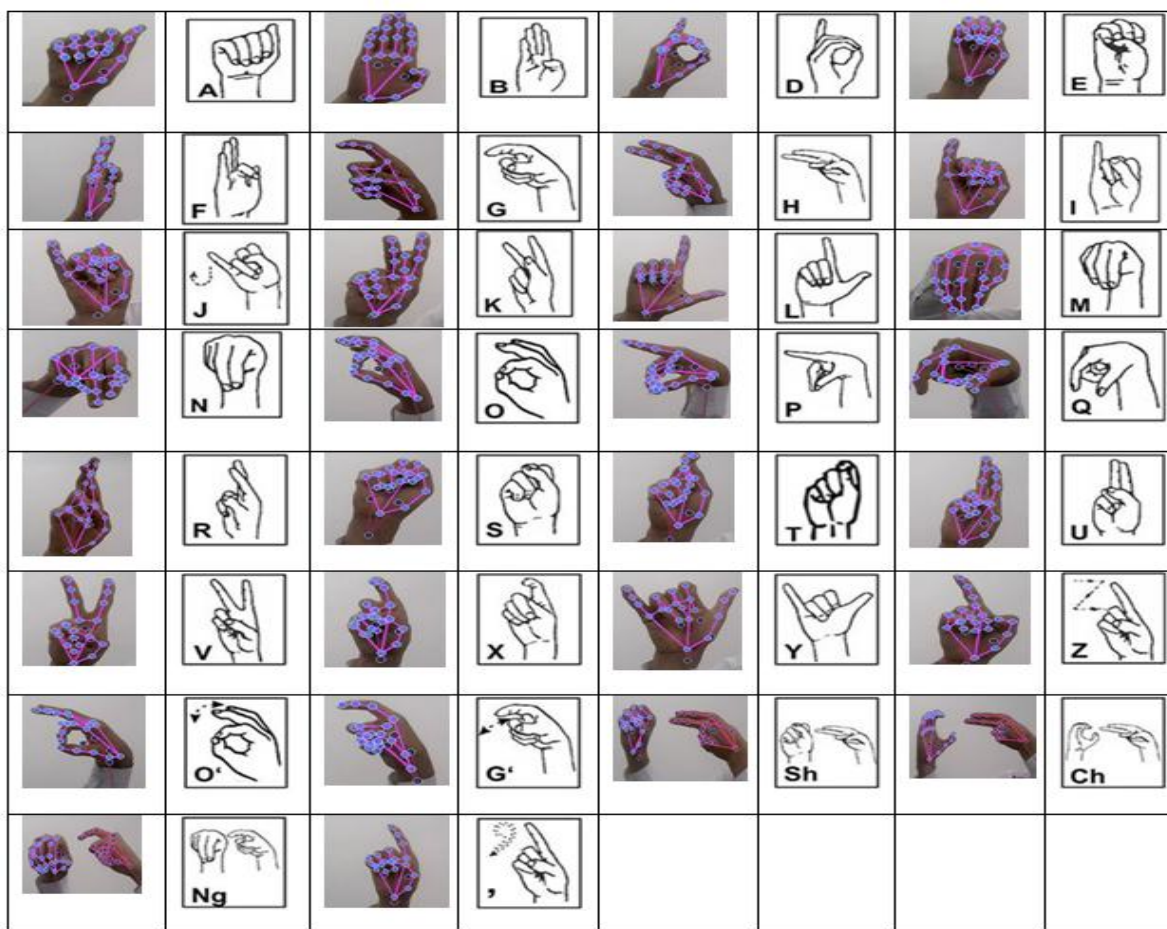 A B D E
F G H I
J K L M
N O P Q
R S T U
V X Y Z
O‘ G‘ Sh Ch
Ng ,